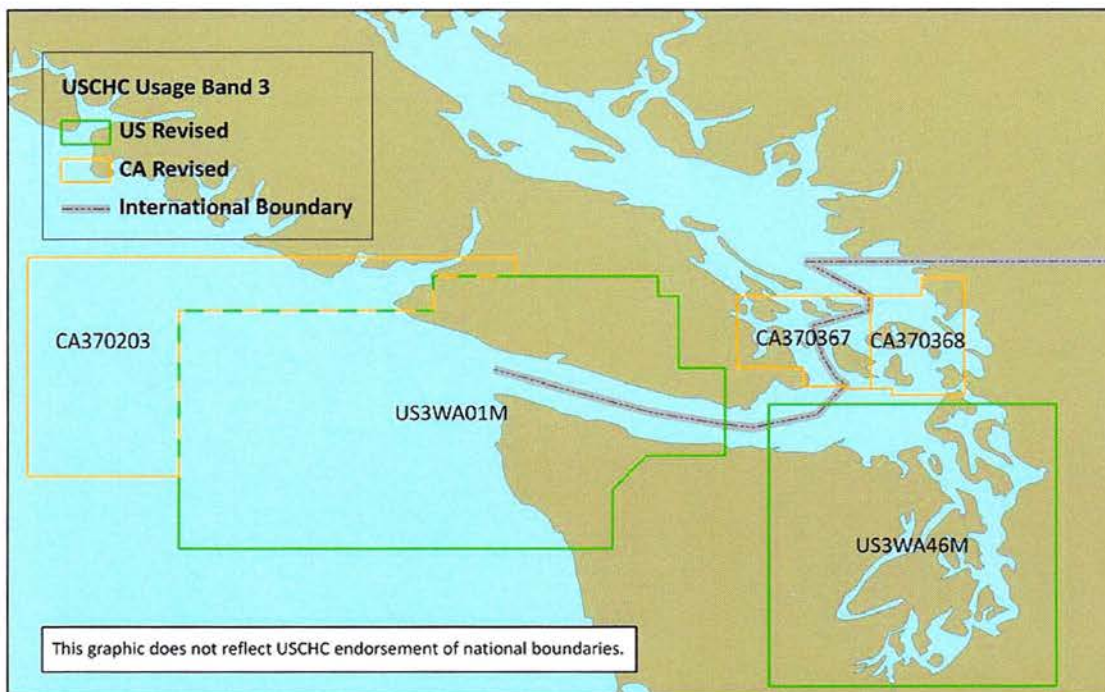 USCHC Usage Band 3
US Revised
CA Revised
International Boundary
CA370203
CA370367
CA370368
US3WA01M
US3WA46M
This graphic does not reflect USCHC endorsement of national boundaries.